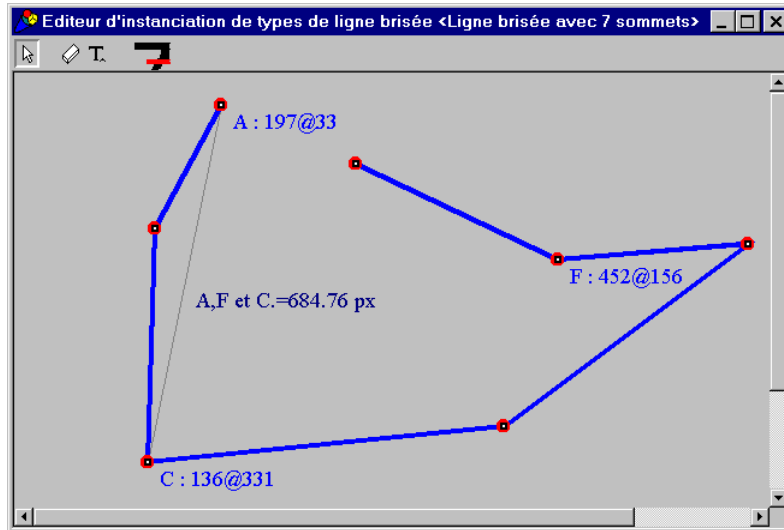 Editeur d'instanciation de types de ligne brisée <Ligne brisée avec 7 sommets>
T.
A : 197@33
F : 452@156
A,F et C.=684.76 px
C : 136@331